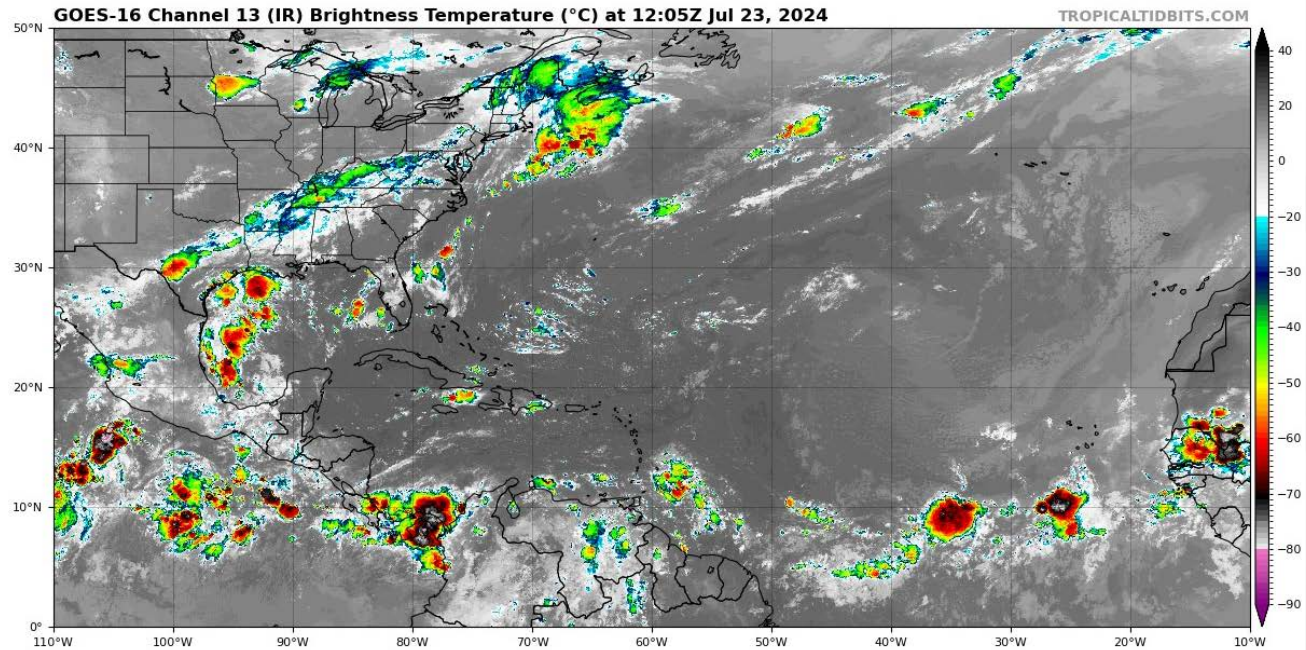 GOES-16 Channel 13 (IR) Brightness Temperature (°C) at 12:05Z Jul 23, 2024
TROPICALTIDBITS.COM
50°N
40°N
30°N
20°N
10°N
0°
110°W 100°W 90°W 80°W 70°W 60°W 50°W 40°W 30°W 20°W 10°W
40
20
0
−20
−30
−40
−50
−60
−70
−80
−90